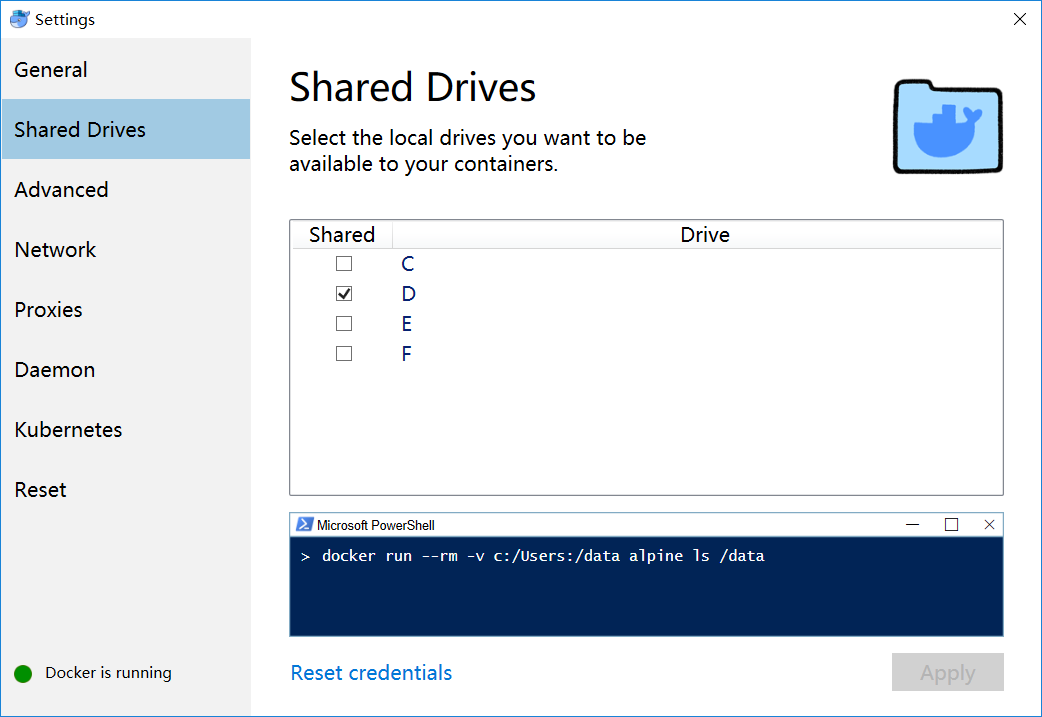 Settings
General
Shared Drives
Advanced
Network
Proxies
Daemon
Kubernetes
Reset
Docker is running
Shared Drives
Select the local drives you want to be
available to your containers.
Shared Drive
C
D
E
F
Microsoft PowerShell
> docker run --rm -v c:/Users:/data alpine ls /data
Reset credentials
Apply